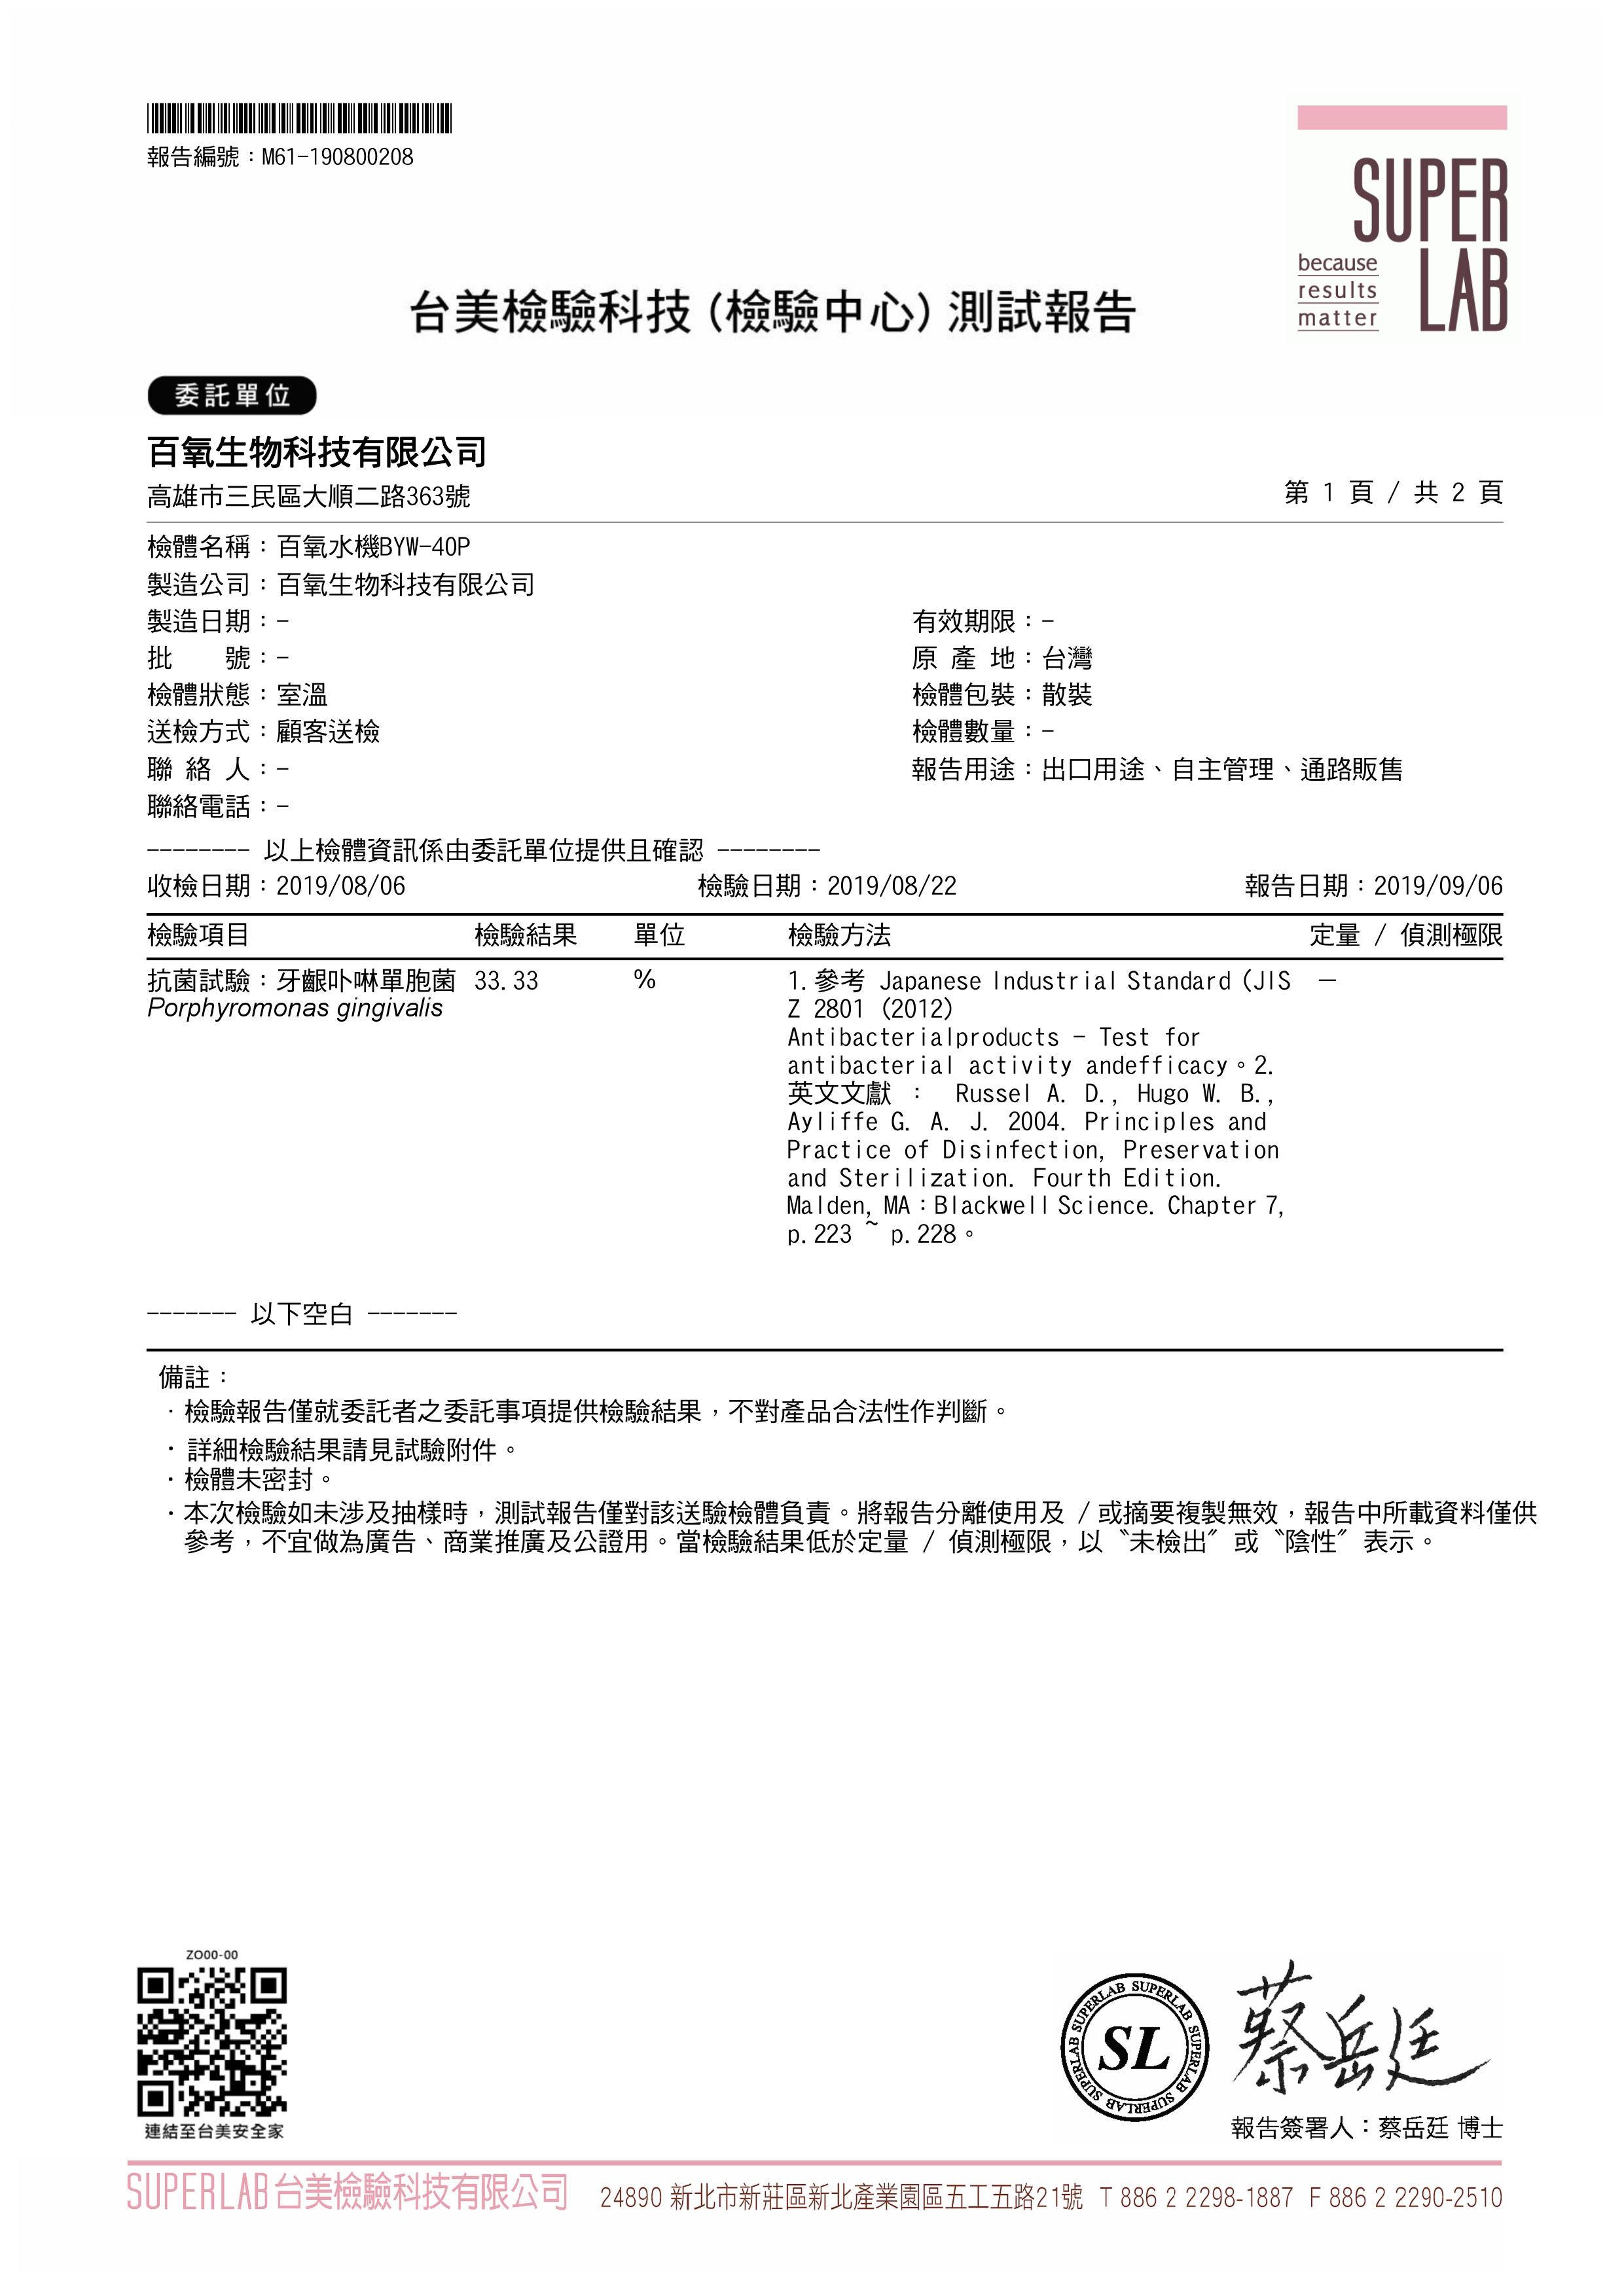 報告編號：M61-190800208
SUPER
LAB
because
results
matter
台美檢驗科技(檢驗中心)測試報告
委託單位
百氧生物科技有限公司
高雄市三民區大順二路363號
第 1 頁 / 共 2 頁
檢體名稱：百氧水機BYW-40P
製造公司：百氧生物科技有限公司
製造日期：-
有效期限：-
批　　號：-
原 產 地：台灣
檢體狀態：室溫
檢體包裝：散裝
送檢方式：顧客送檢
檢體數量：-
聯 絡 人：-
報告用途：出口用途、自主管理、通路販售
聯絡電話：-
-------- 以上檢體資訊係由委託單位提供且確認 --------
收檢日期：2019/08/06 檢驗日期：2019/08/22 報告日期：2019/09/06
檢驗項目 檢驗結果 單位 檢驗方法 定量 / 偵測極限
抗菌試驗：牙齦卟啉單胞菌 33.33 % 1.參考 Japanese Industrial Standard (JIS —
Porphyromonas gingivalis Z 2801 (2012)
Antibacterialproducts - Test for
antibacterial activity andefficacy。2.
英文文獻 ： Russel A. D., Hugo W. B.,
Ayliffe G. A. J. 2004. Principles and
Practice of Disinfection, Preservation
and Sterilization. Fourth Edition.
Malden, MA：Blackwell Science. Chapter 7,
p.223 ~ p.228。
------- 以下空白 -------
備註：
．檢驗報告僅就委託者之委託事項提供檢驗結果，不對產品合法性作判斷。
．詳細檢驗結果請見試驗附件。
．檢體未密封。
．本次檢驗如未涉及抽樣時，測試報告僅對該送驗檢體負責。將報告分離使用及 / 或摘要複製無效，報告中所載資料僅供
參考，不宜做為廣告、商業推廣及公證用。當檢驗結果低於定量 / 偵測極限，以〝未檢出〞或〝陰性〞表示。
ZO00-00
連結至台美安全家
SUPERLAB SUPERLAB SUPERLAB SUPERLAB SUPERLAB
SL
蔡岳廷
報告簽署人：蔡岳廷 博士
SUPERLAB台美檢驗科技有限公司 24890 新北市新莊區新北產業園區五工五路21號 T 886 2 2298-1887 F 886 2 2290-2510